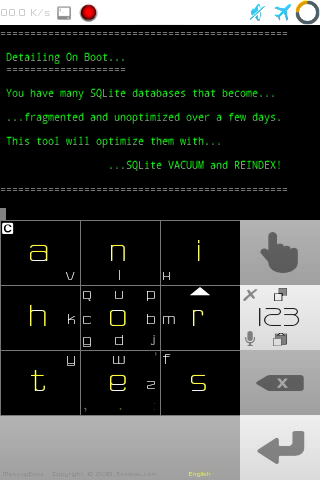 00.0 K/s
================================================
Detailing On Boot...
====================
You have many SQLite databases that become...
...fragmented and unoptimized over a few days.
This tool will optimize them with...
...SQLite VACUUM and REINDEX!
================================================
C
a n i
v l x
q u p
h k c o b m r
g d j
123
y w f
t e z s
, . :
English